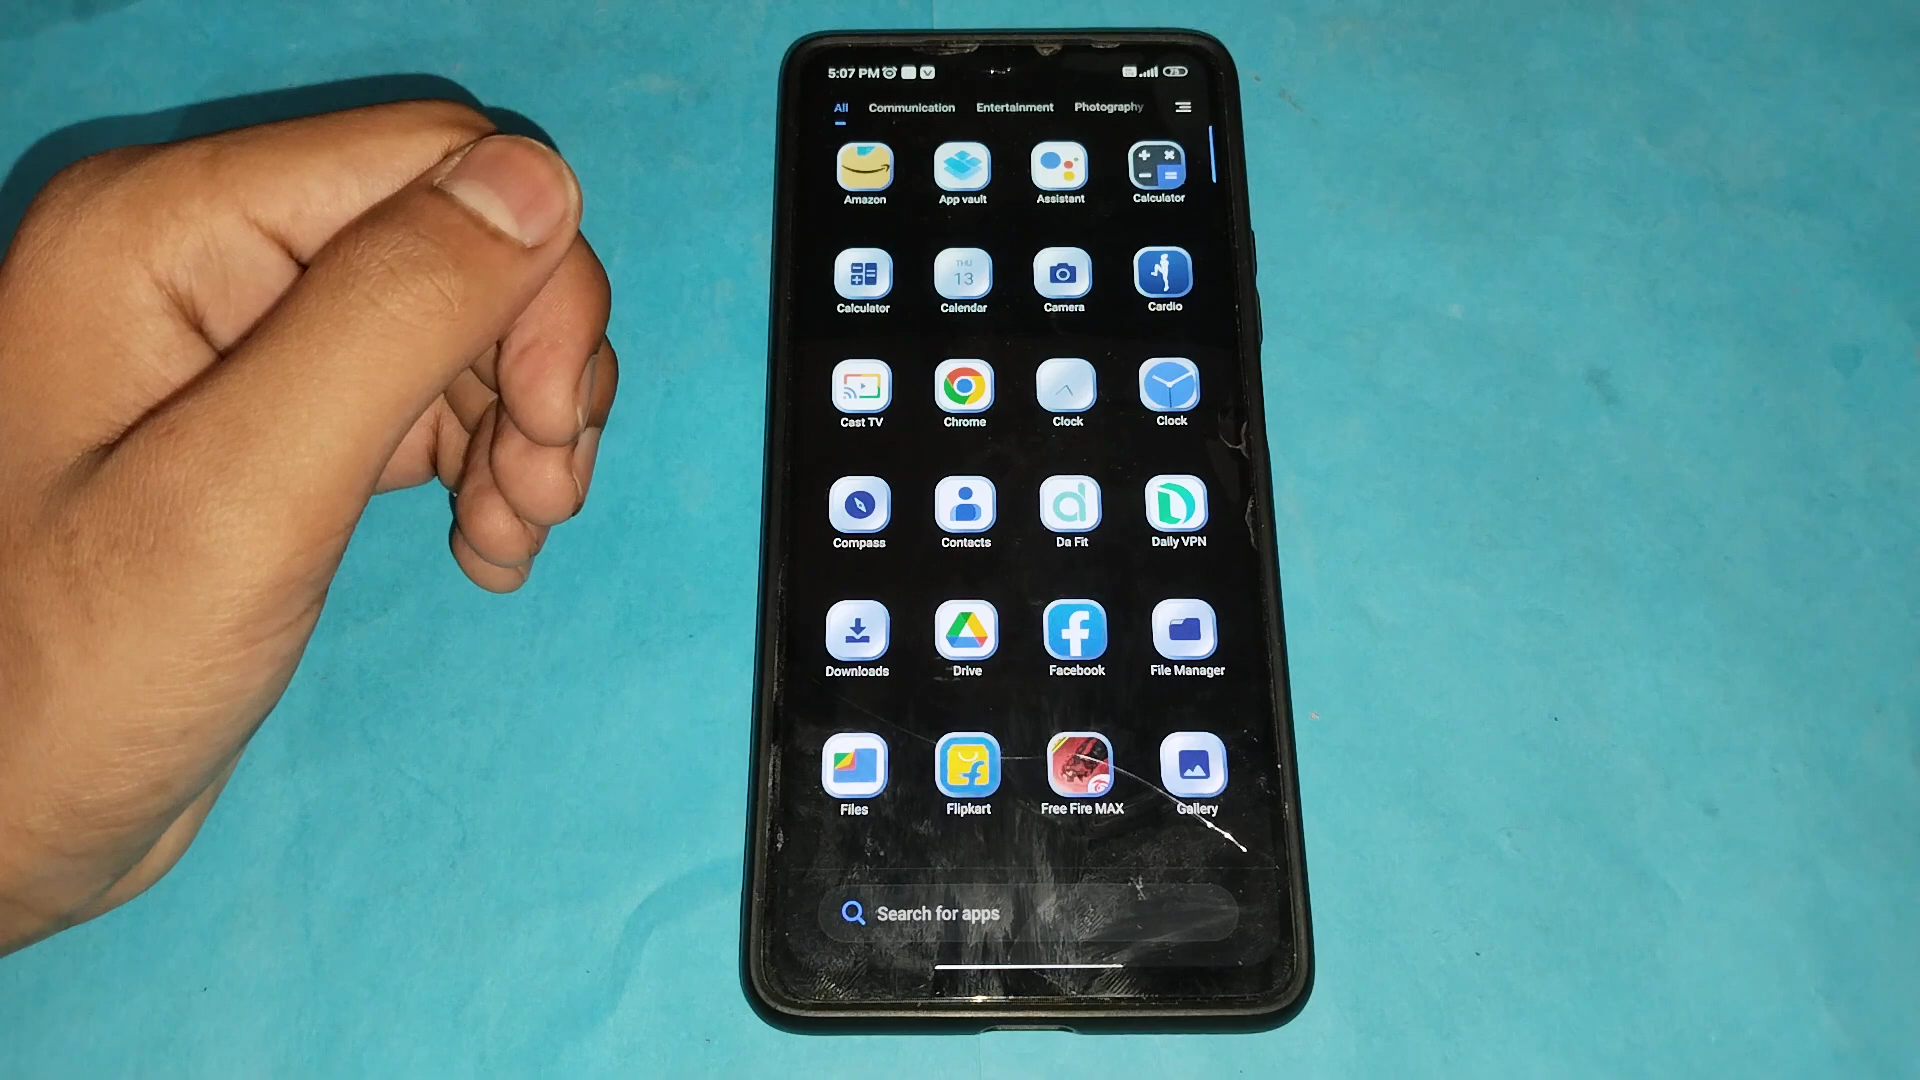 5:07 PM
All Communication Entertainment Photography
Amazon App vault Assistant Calculator
THU
13
Calculator Calendar Camera Cardio
Cast TV Chrome Clock Clock
Compass Contacts Da Fit Daily VPN
Downloads Drive Facebook File Manager
Files Flipkart Free Fire MAX Gallery
Search for apps